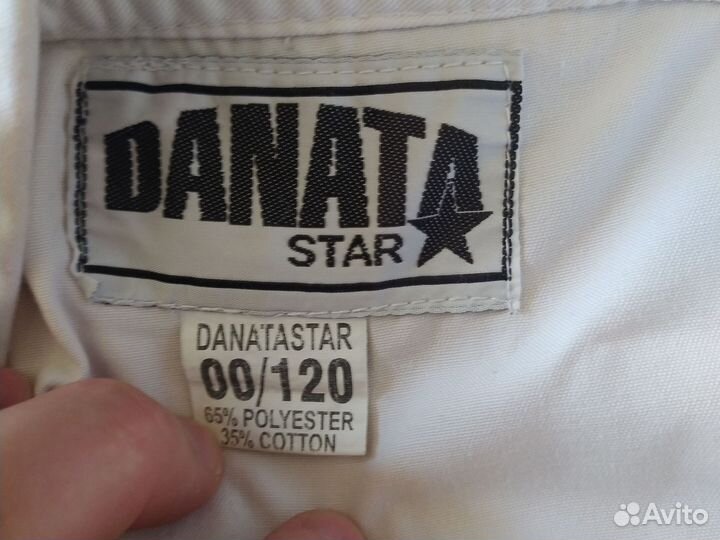 DANATA
STAR
DANATASTAR
00/120
65% POLYESTER
35% COTTON
Avito